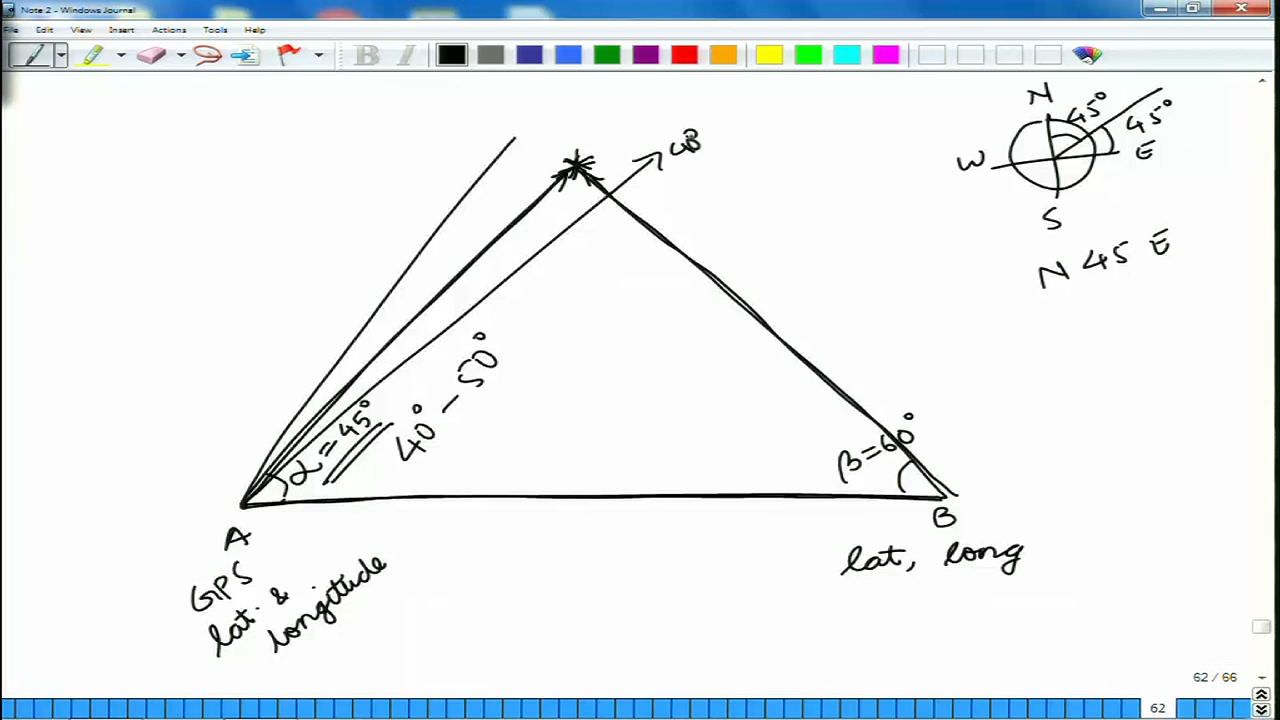 Note 2 - Windows Journal
File Edit View Insert Actions Tools Help
B I
N
45°
45°
W
E
S
N 45 E
40° - 50°
α = 45°
β = 60°
A
B
GPS
lat. &
longitude
lat, long
62 / 66
62